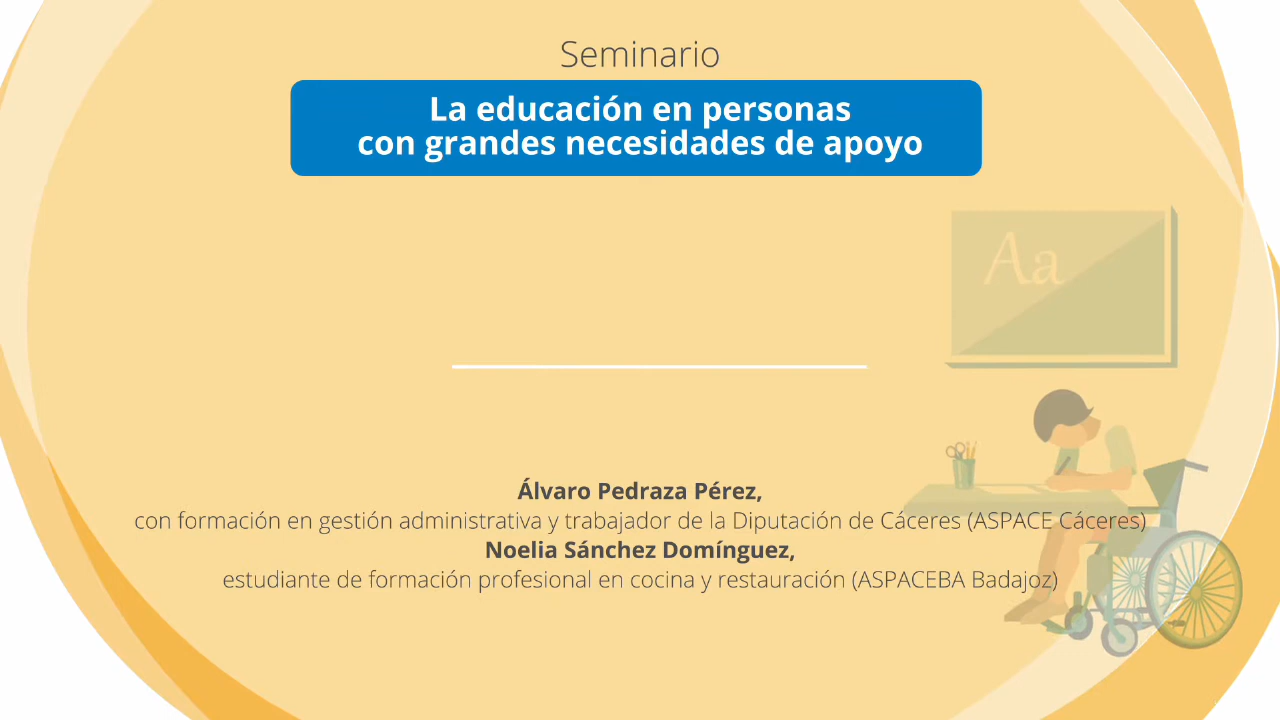 Seminario
La educación en personas
con grandes necesidades de apoyo
Aa
Álvaro Pedraza Pérez,
con formación en gestión administrativa y trabajador de la Diputación de Cáceres (ASPACE Cáceres)
Noelia Sánchez Domínguez,
estudiante de formación profesional en cocina y restauración (ASPACEBA Badajoz)